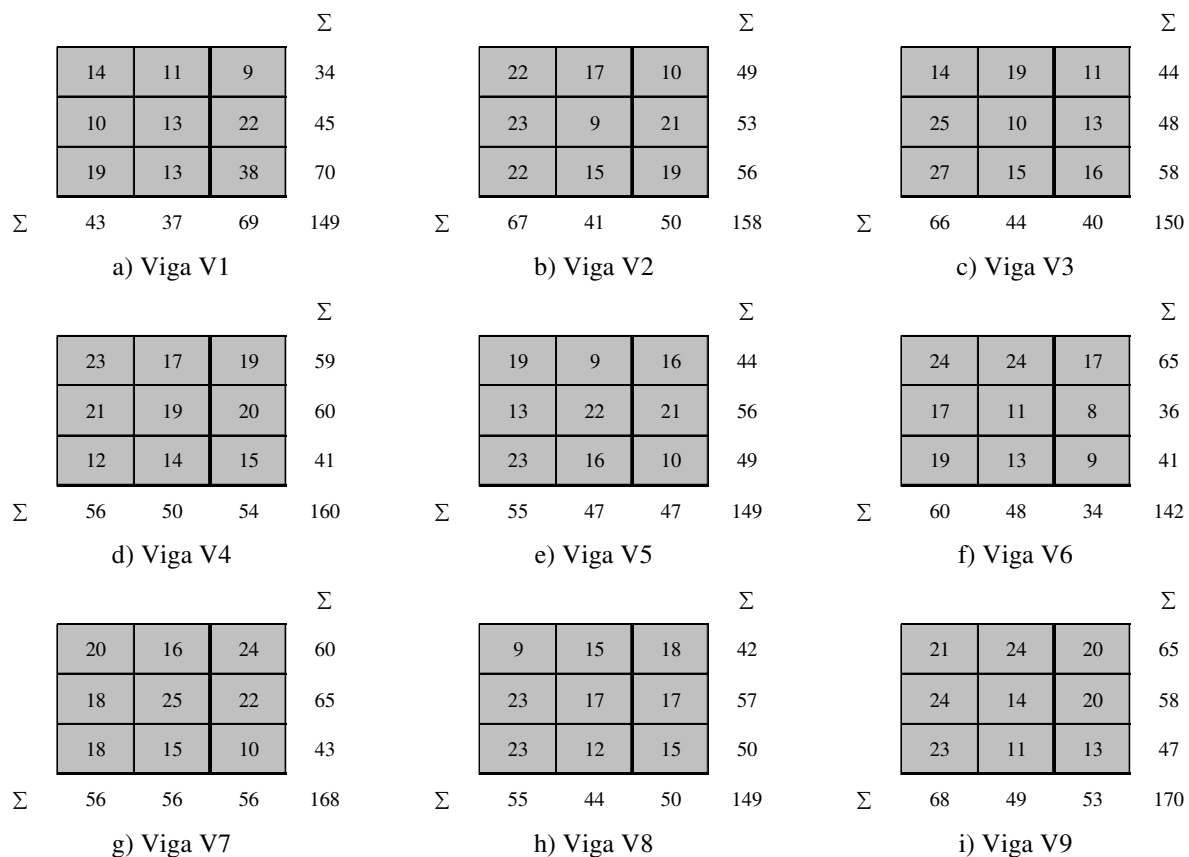 Σ Σ Σ
14 11 9 34 22 17 10 49 14 19 11 44
10 13 22 45 23 9 21 53 25 10 13 48
19 13 38 70 22 15 19 56 27 15 16 58
Σ 43 37 69 149 Σ 67 41 50 158 Σ 66 44 40 150
a) Viga V1 b) Viga V2 c) Viga V3
Σ Σ Σ
23 17 19 59 19 9 16 44 24 24 17 65
21 19 20 60 13 22 21 56 17 11 8 36
12 14 15 41 23 16 10 49 19 13 9 41
Σ 56 50 54 160 Σ 55 47 47 149 Σ 60 48 34 142
d) Viga V4 e) Viga V5 f) Viga V6
Σ Σ Σ
20 16 24 60 9 15 18 42 21 24 20 65
18 25 22 65 23 17 17 57 24 14 20 58
18 15 10 43 23 12 15 50 23 11 13 47
Σ 56 56 56 168 Σ 55 44 50 149 Σ 68 49 53 170
g) Viga V7 h) Viga V8 i) Viga V9